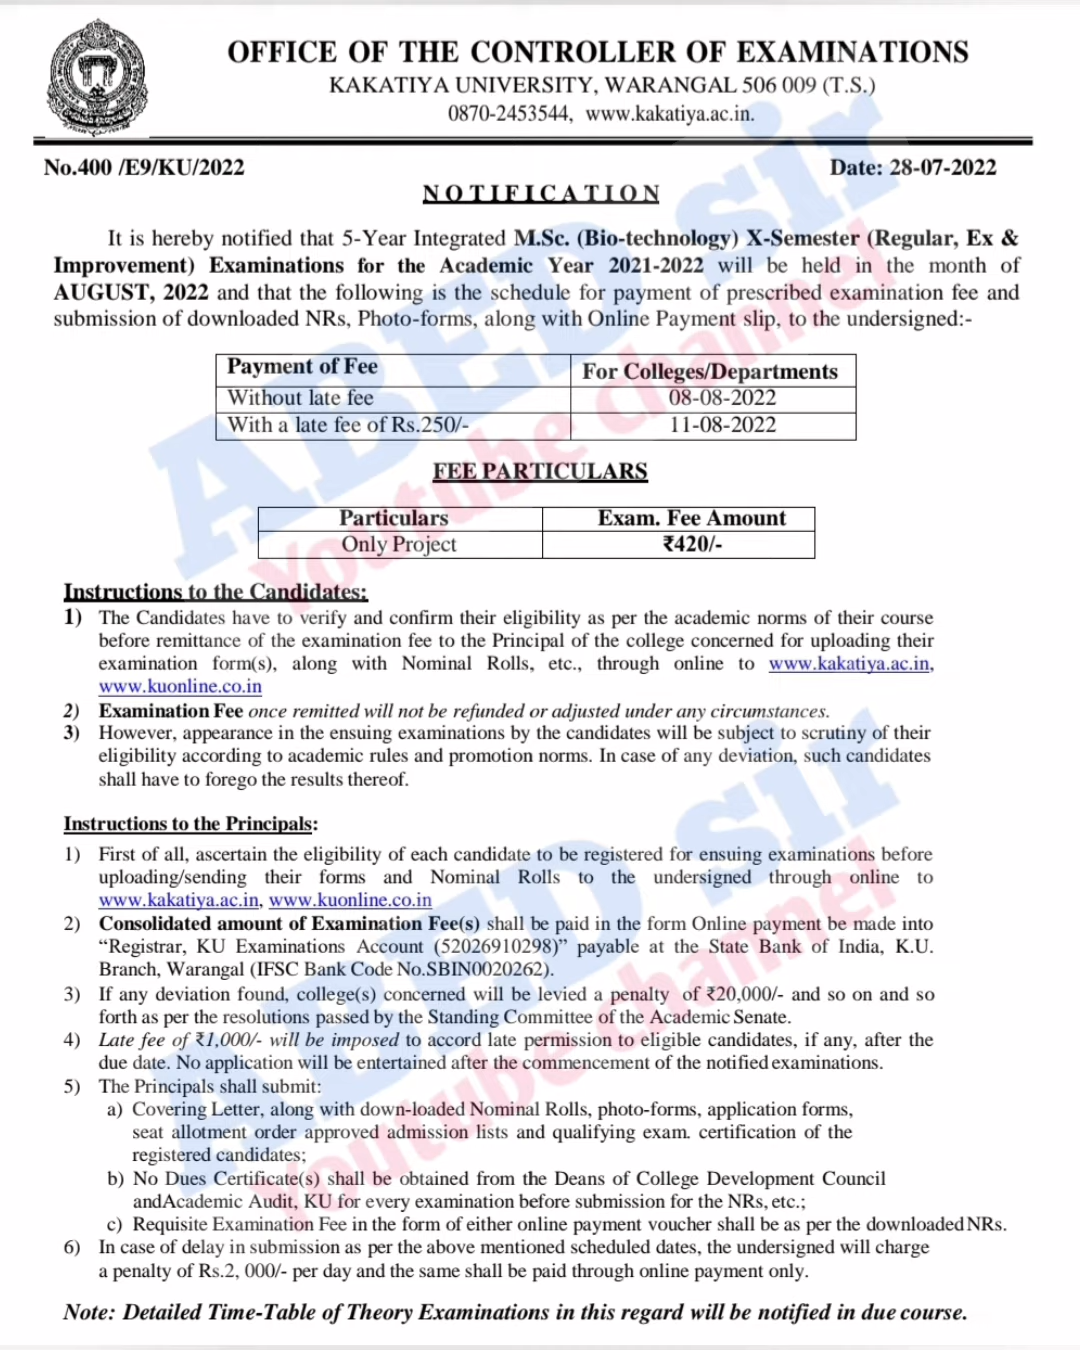 OFFICE OF THE CONTROLLER OF EXAMINATIONS
KAKATIYA UNIVERSITY, WARANGAL 506 009 (T.S.)
0870-2453544, www.kakatiya.ac.in.
No.400 /E9/KU/2022 Date: 28-07-2022
NOTIFICATION
It is hereby notified that 5-Year Integrated M.Sc. (Bio-technology) X-Semester (Regular, Ex &
Improvement) Examinations for the Academic Year 2021-2022 will be held in the month of
AUGUST, 2022 and that the following is the schedule for payment of prescribed examination fee and
submission of downloaded NRs, Photo-forms, along with Online Payment slip, to the undersigned:-
Payment of Fee For Colleges/Departments
Without late fee 08-08-2022
With a late fee of Rs.250/- 11-08-2022
FEE PARTICULARS
Particulars Exam. Fee Amount
Only Project ₹420/-
Instructions to the Candidates:
1) The Candidates have to verify and confirm their eligibility as per the academic norms of their course
before remittance of the examination fee to the Principal of the college concerned for uploading their
examination form(s), along with Nominal Rolls, etc., through online to www.kakatiya.ac.in,
www.kuonline.co.in
2) Examination Fee once remitted will not be refunded or adjusted under any circumstances.
3) However, appearance in the ensuing examinations by the candidates will be subject to scrutiny of their
eligibility according to academic rules and promotion norms. In case of any deviation, such candidates
shall have to forego the results thereof.
Instructions to the Principals:
1) First of all, ascertain the eligibility of each candidate to be registered for ensuing examinations before
uploading/sending their forms and Nominal Rolls to the undersigned through online to
www.kakatiya.ac.in, www.kuonline.co.in
2) Consolidated amount of Examination Fee(s) shall be paid in the form Online payment be made into
“Registrar, KU Examinations Account (52026910298)” payable at the State Bank of India, K.U.
Branch, Warangal (IFSC Bank Code No.SBIN0020262).
3) If any deviation found, college(s) concerned will be levied a penalty of ₹20,000/- and so on and so
forth as per the resolutions passed by the Standing Committee of the Academic Senate.
4) Late fee of ₹1,000/- will be imposed to accord late permission to eligible candidates, if any, after the
due date. No application will be entertained after the commencement of the notified examinations.
5) The Principals shall submit:
a) Covering Letter, along with down-loaded Nominal Rolls, photo-forms, application forms,
seat allotment order approved admission lists and qualifying exam. certification of the
registered candidates;
b) No Dues Certificate(s) shall be obtained from the Deans of College Development Council
andAcademic Audit, KU for every examination before submission for the NRs, etc.;
c) Requisite Examination Fee in the form of either online payment voucher shall be as per the downloaded NRs.
6) In case of delay in submission as per the above mentioned scheduled dates, the undersigned will charge
a penalty of Rs.2, 000/- per day and the same shall be paid through online payment only.
Note: Detailed Time-Table of Theory Examinations in this regard will be notified in due course.
ABED sir
Youtube channel
ABED sir
Youtube channel